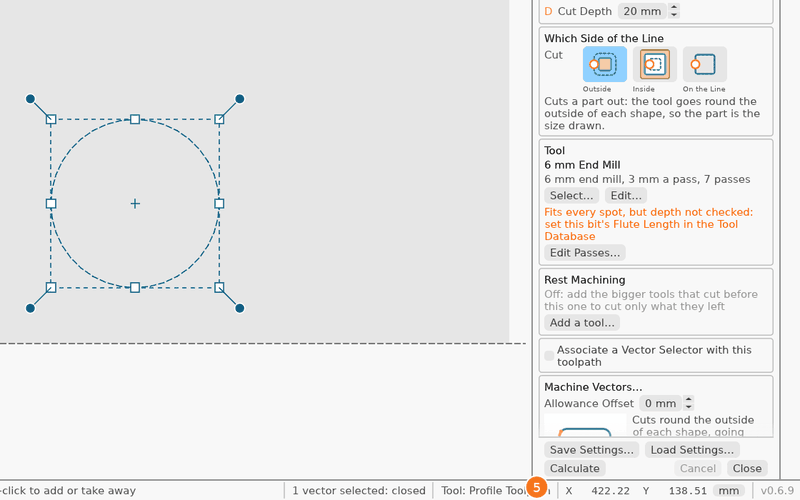 D Cut Depth 20 mm
Which Side of the Line
Cut
Outside Inside On the Line
Cuts a part out: the tool goes round the
outside of each shape, so the part is the
size drawn.
Tool
6 mm End Mill
6 mm end mill, 3 mm a pass, 7 passes
Select... Edit...
Fits every spot, but depth not checked:
set this bit's Flute Length in the Tool
Database
Edit Passes...
Rest Machining
Off: add the bigger tools that cut before
this one to cut only what they left
Add a tool...
Associate a Vector Selector with this
toolpath
Machine Vectors...
Allowance Offset 0 mm
Cuts round the outside
of each shape, going
Save Settings... Load Settings...
Calculate Cancel Close
-click to add or take away 1 vector selected: closed Tool: Profile 5 X 422.22 Y 138.51 mm v0.6.9